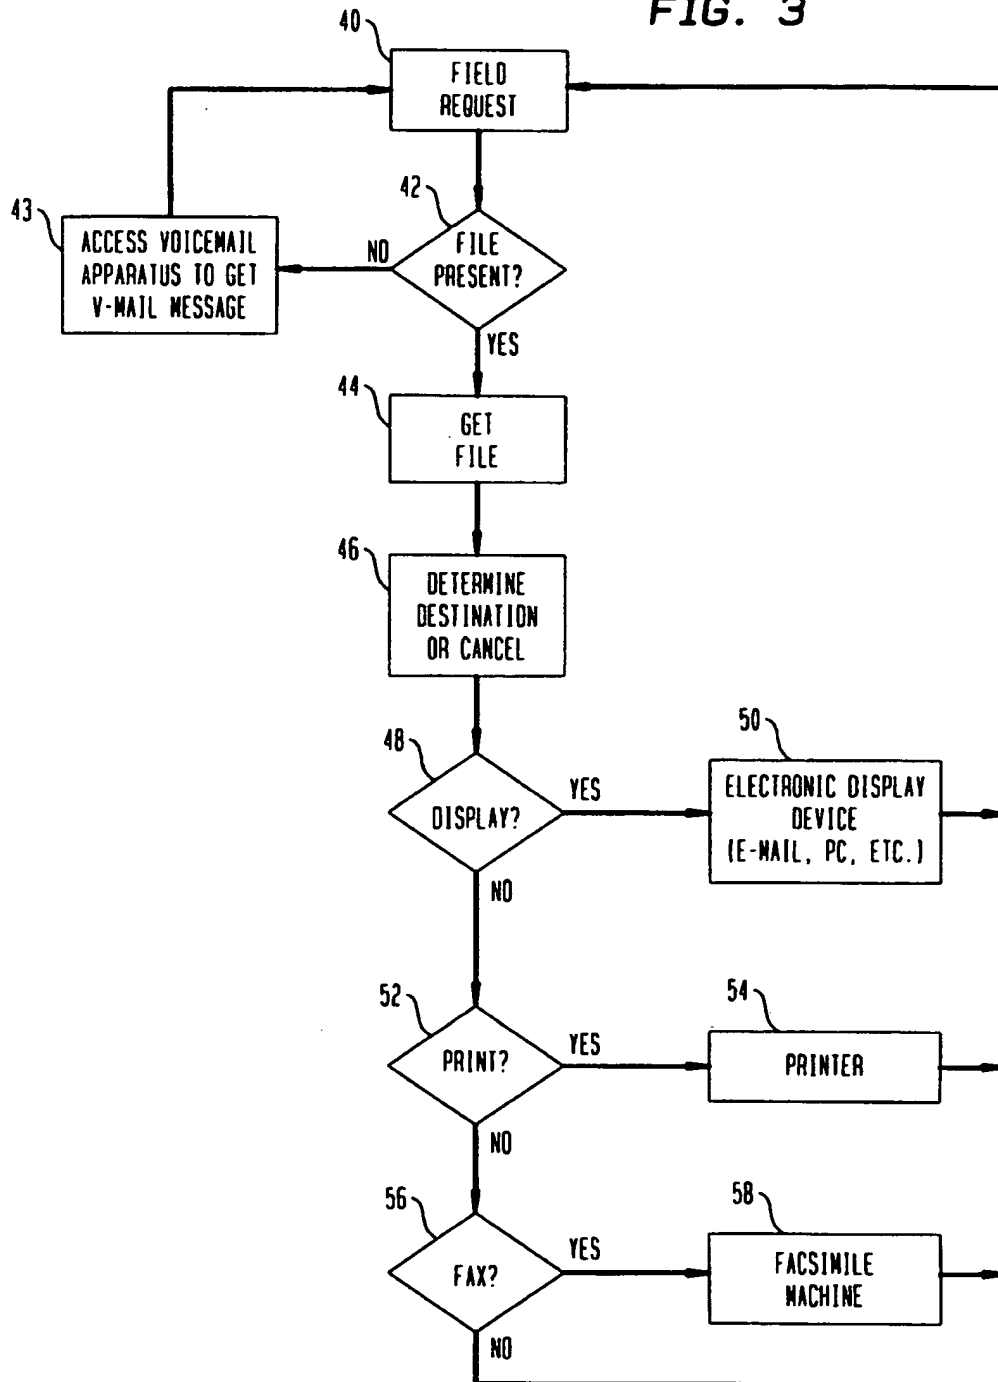 FIG. 3
40
FIELD
REQUEST
42
FILE
PRESENT?
NO
43
ACCESS VOICEMAIL
APPARATUS TO GET
V-MAIL MESSAGE
YES
44
GET
FILE
46
DETERMINE
DESTINATION
OR CANCEL
48
DISPLAY?
YES
50
ELECTRONIC DISPLAY
DEVICE
(E-MAIL, PC, ETC.)
NO
52
PRINT?
YES
54
PRINTER
NO
56
FAX?
YES
58
FACSIMILE
MACHINE
NO